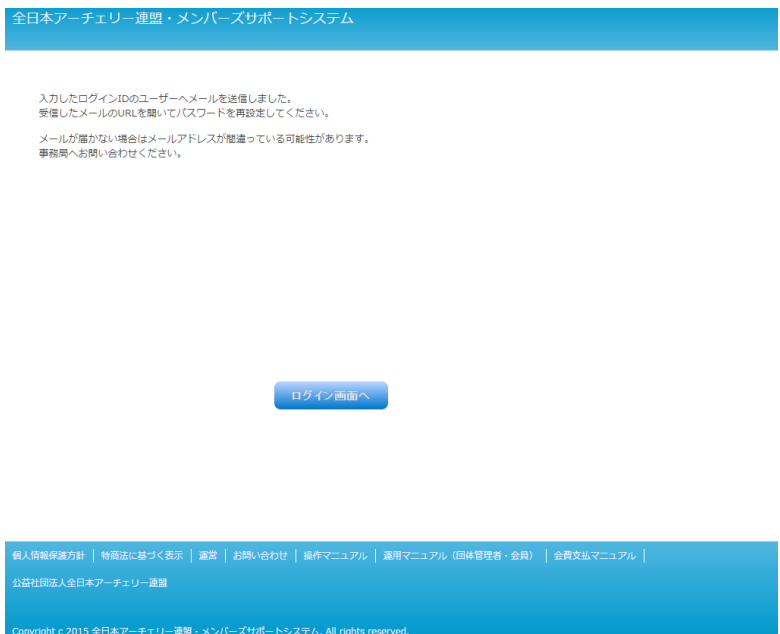 全日本アーチェリー連盟・メンバーズサポートシステム
入力したログインIDのユーザーへメールを送信しました。
受信したメールのURLを開いてパスワードを再設定してください。
メールが届かない場合はメールアドレスが間違っている可能性があります。
事務局へお問い合わせください。
ログイン画面へ
個人情報保護方針 | 特商法に基づく表示 | 運営 | お問い合わせ | 操作マニュアル | 運用マニュアル（団体管理者・会員） | 会費支払マニュアル |
公益社団法人全日本アーチェリー連盟
Copyright c 2015 全日本アーチェリー連盟・メンバーズサポートシステム, All rights reserved.